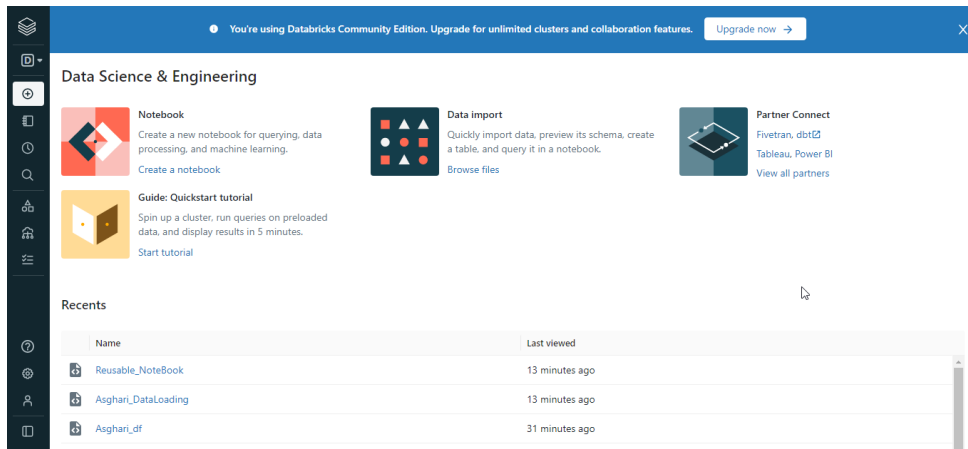 You're using Databricks Community Edition. Upgrade for unlimited clusters and collaboration features.
Upgrade now →
D
Data Science & Engineering
Notebook
Create a new notebook for querying, data
processing, and machine learning.
Create a notebook
Data import
Quickly import data, preview its schema, create
a table, and query it in a notebook.
Browse files
Partner Connect
Fivetran, dbt
Tableau, Power BI
View all partners
Guide: Quickstart tutorial
Spin up a cluster, run queries on preloaded
data, and display results in 5 minutes.
Start tutorial
Recents
Name Last viewed
Reusable_NoteBook 13 minutes ago
Asghari_DataLoading 13 minutes ago
Asghari_df 31 minutes ago